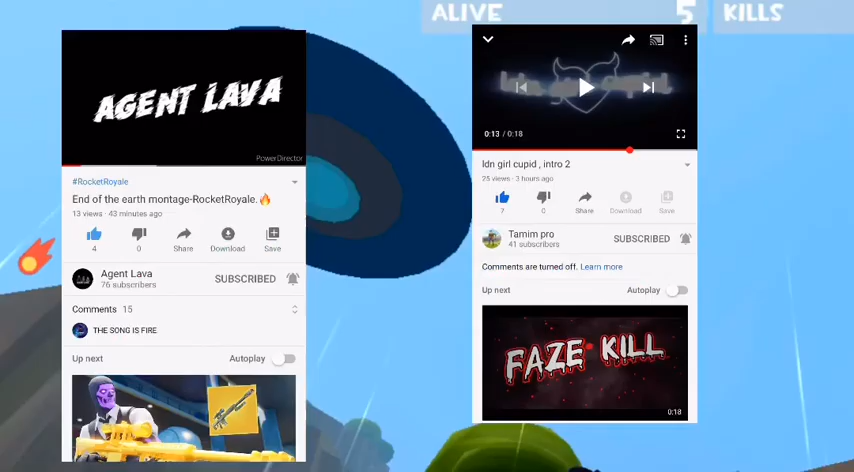 ALIVE 5 KILLS
AGENT LAVA
PowerDirector
#RocketRoyale
End of the earth montage-RocketRoyale.🔥
13 views · 43 minutes ago
4 0 Share Download Save
Agent Lava
76 subscribers
SUBSCRIBED
Comments 15
THE SONG IS FIRE
Up next Autoplay
0:13 / 0:18
ldn girl cupid , intro 2
25 views · 3 hours ago
7 0 Share Download Save
Tamim pro
41 subscribers
SUBSCRIBED
Comments are turned off. Learn more
Up next Autoplay
FAZE KILL
0:18